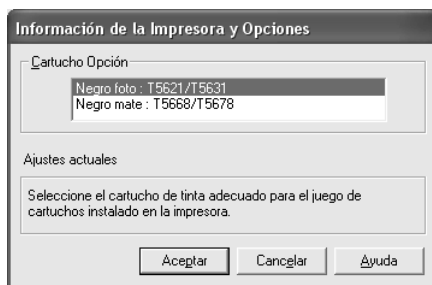 Información de la Impresora y Opciones
Cartucho Opción
Negro foto : T5621/T5631
Negro mate : T5668/T5678
Ajustes actuales
Seleccione el cartucho de tinta adecuado para el juego de
cartuchos instalado en la impresora.
Aceptar Cancelar Ayuda